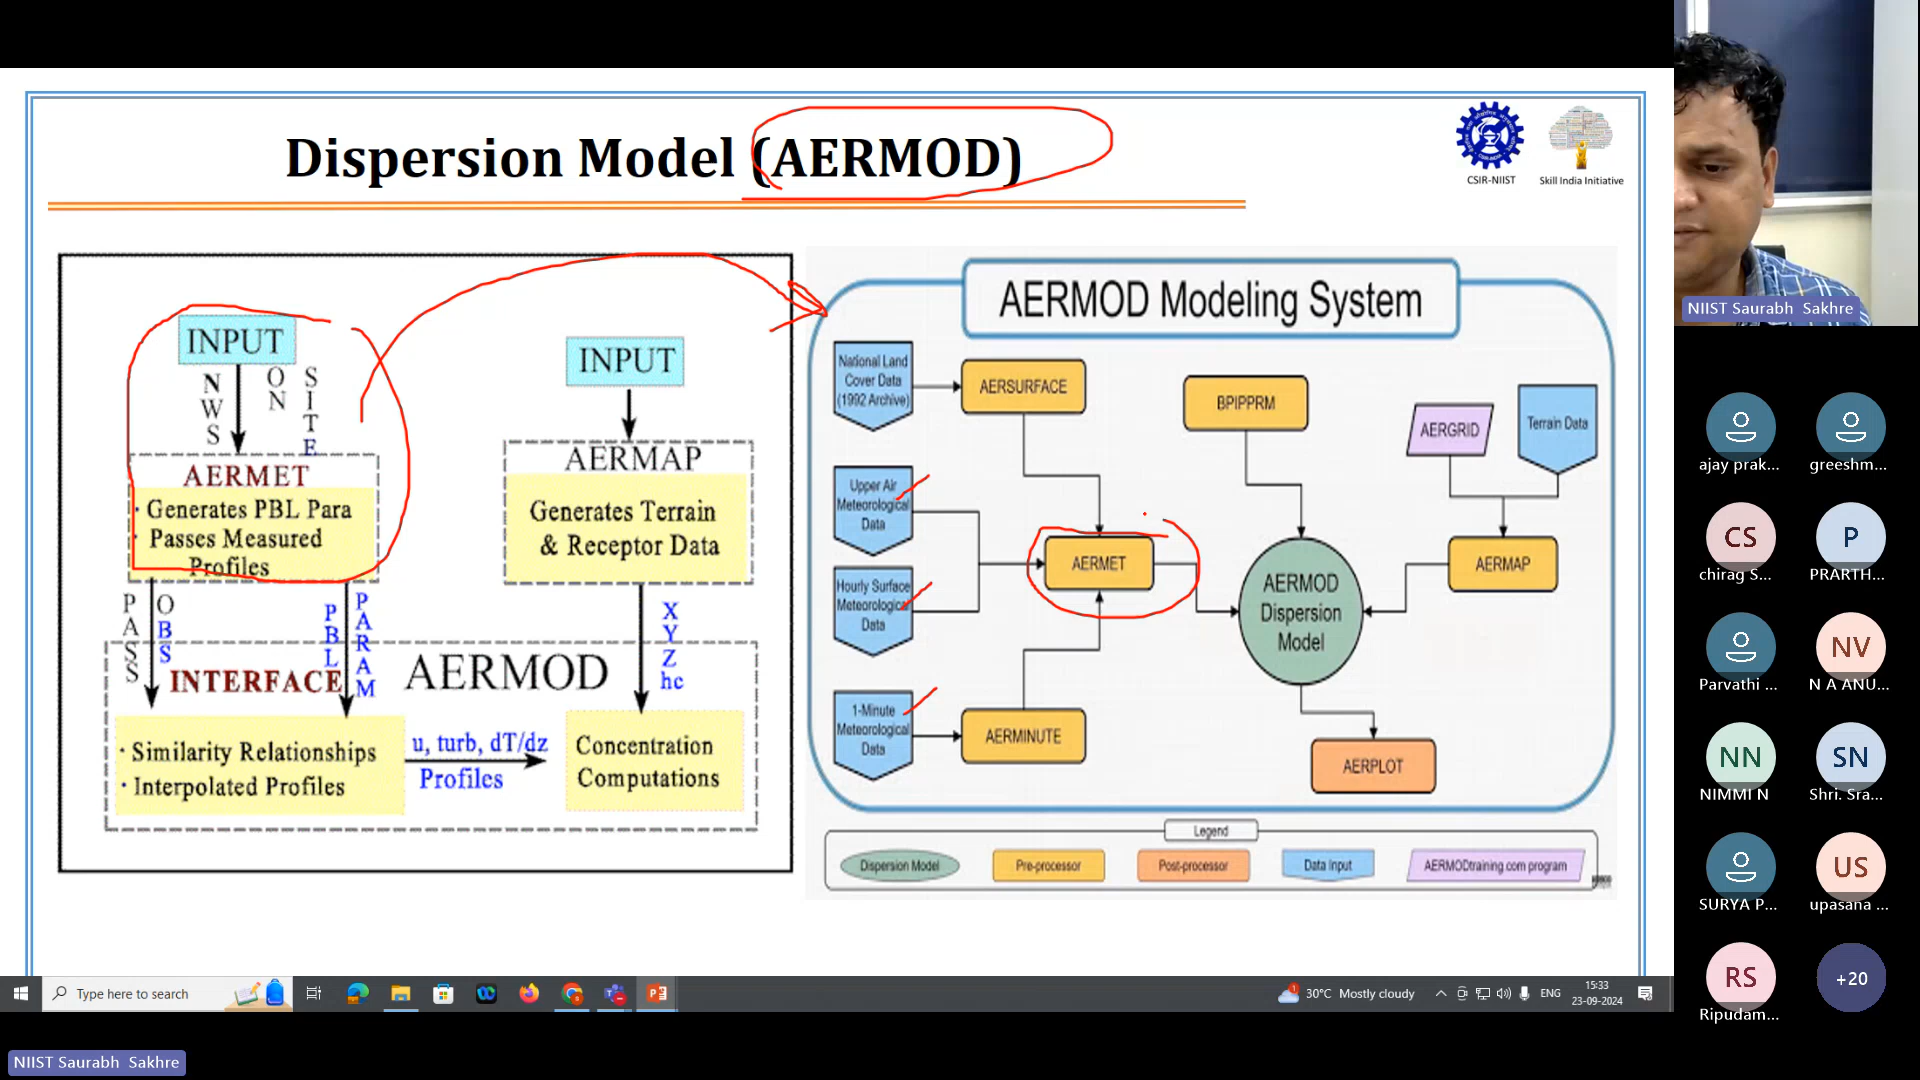 Dispersion Model (AERMOD)
CSIR-NIIST
Skill India Initiative
INPUT
NWS
ON
SITE
AERMET
· Generates PBL Para
· Passes Measured
Profiles
INPUT
AERMAP
Generates Terrain
& Receptor Data
PASS
OBS
PBL
PARAM
XYZ
hc
INTERFACE
AERMOD
· Similarity Relationships
· Interpolated Profiles
u, turb, dT/dz
Profiles
Concentration
Computations
AERMOD Modeling System
National Land
Cover Data
(1992 Archive)
AERSURFACE
BPIPPRM
AERGRID
Terrain Data
Upper Air
Meteorological
Data
Hourly Surface
Meteorological
Data
AERMET
AERMOD
Dispersion
Model
AERMAP
1-Minute
Meteorological
Data
AERMINUTE
AERPLOT
Legend
Dispersion Model
Pre-processor
Post-processor
Data Input
AERMODtraining.com program
Type here to search
1
30°C Mostly cloudy
ENG
15:33
23-09-2024
NIIST Saurabh Sakhre
NIIST Saurabh Sakhre
ajay prak...
greeshm...
CS
chirag S...
P
PRARTH...
Parvathi ...
NV
N A ANU...
NN
NIMMI N
SN
Shri. Sra...
SURYA P...
US
upasana ...
RS
Ripudam...
+20